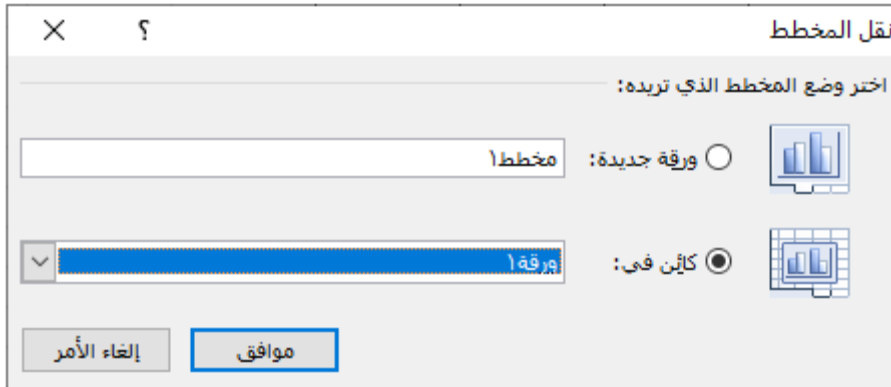 نقل المخطط ؟
اختر وضع المخطط الذي تريده:
ورقة جديدة: مخطط١
كائن في: ورقة١
موافق إلغاء الأمر